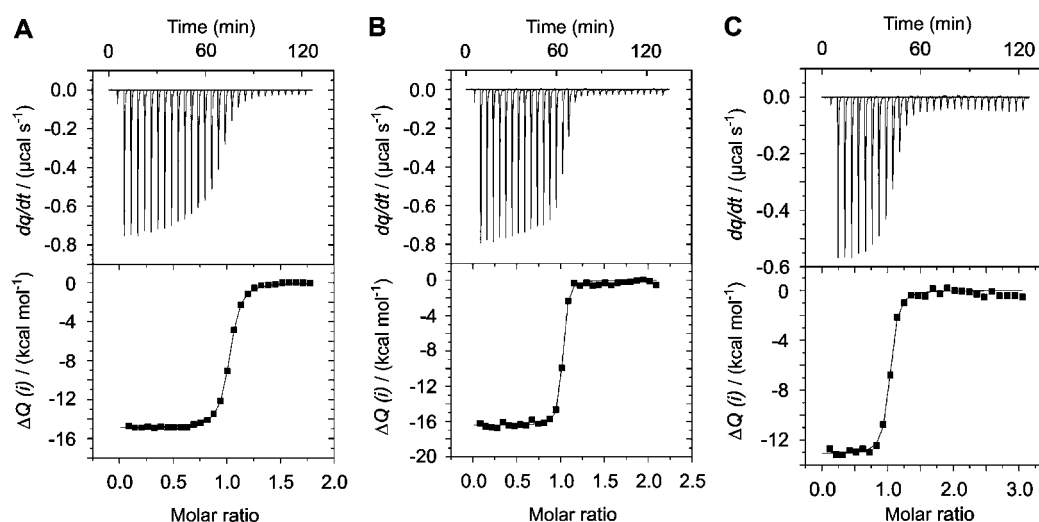 A
Time (min)
0 60 120
0.0
-0.2
-0.4
-0.6
-0.8
dq/dt / (µcal s⁻¹)
0
-4
-8
-12
-16
ΔQ (i) / (kcal mol⁻¹)
0.0 0.5 1.0 1.5 2.0
Molar ratio
B
Time (min)
0 60 120
0.0
-0.2
-0.4
-0.6
-0.8
dq/dt / (µcal s⁻¹)
0
-4
-8
-12
-16
-20
ΔQ (i) / (kcal mol⁻¹)
0.0 0.5 1.0 1.5 2.0 2.5
Molar ratio
C
Time (min)
0 60 120
0.0
-0.2
-0.4
-0.6
dq/dt / (µcal s⁻¹)
0
-4
-8
-12
ΔQ (i) / (kcal mol⁻¹)
0.0 1.0 2.0 3.0
Molar ratio